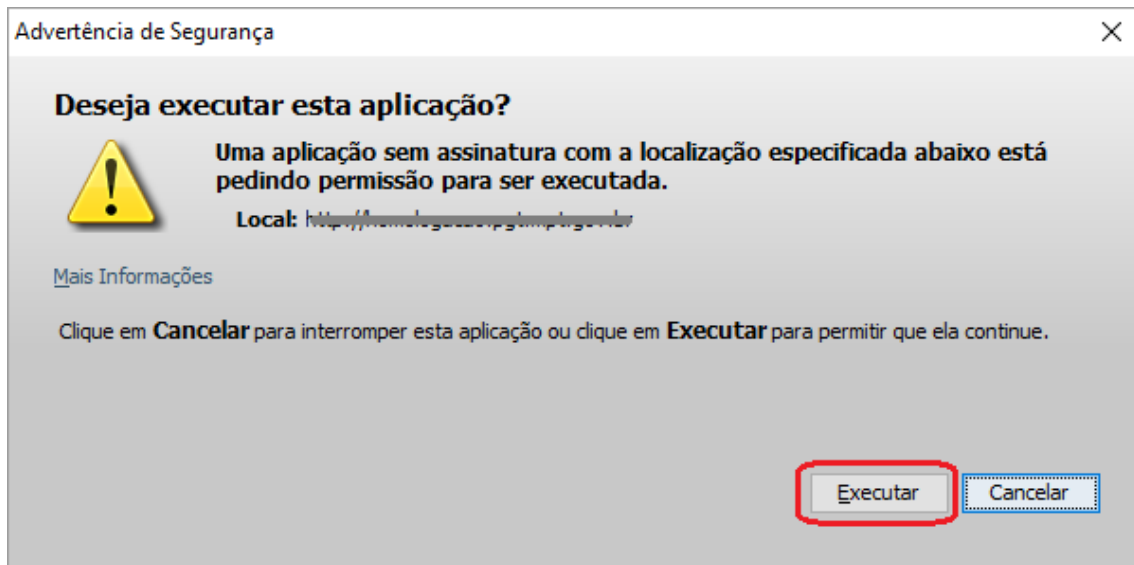 Advertência de Segurança
Deseja executar esta aplicação?
Uma aplicação sem assinatura com a localização especificada abaixo está
pedindo permissão para ser executada.
Local:
Mais Informações
Clique em Cancelar para interromper esta aplicação ou clique em Executar para permitir que ela continue.
Executar
Cancelar